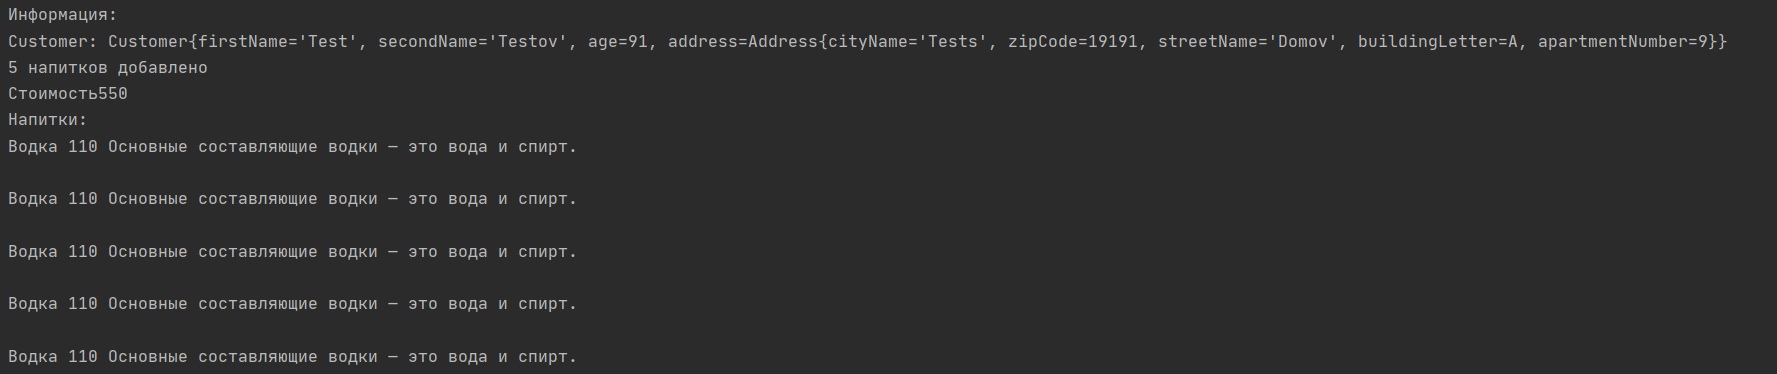 Информация:
Customer: Customer{firstName='Test', secondName='Testov', age=91, address=Address{cityName='Tests', zipCode=19191, streetName='Domov', buildingLetter=A, apartmentNumber=9}}
5 напитков добавлено
Стоимость550
Напитки:
Водка 110 Основные составляющие водки — это вода и спирт.
Водка 110 Основные составляющие водки — это вода и спирт.
Водка 110 Основные составляющие водки — это вода и спирт.
Водка 110 Основные составляющие водки — это вода и спирт.
Водка 110 Основные составляющие водки — это вода и спирт.